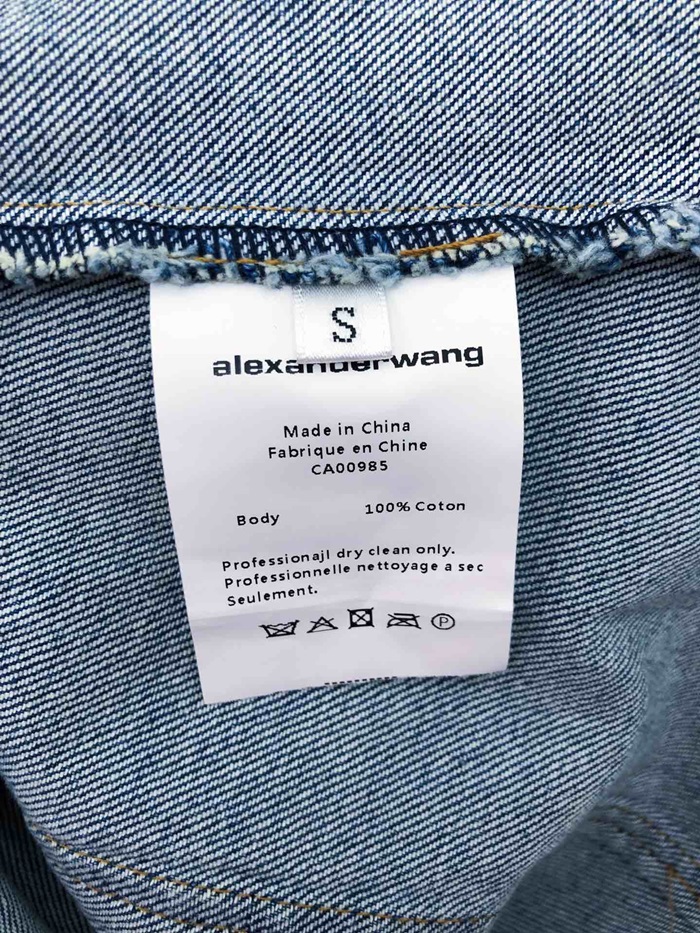 S
alexanderwang
Made in China
Fabrique en Chine
CA00985
Body 100% Coton
Professionajl dry clean only.
Professionnelle nettoyage a sec
Seulement.
P